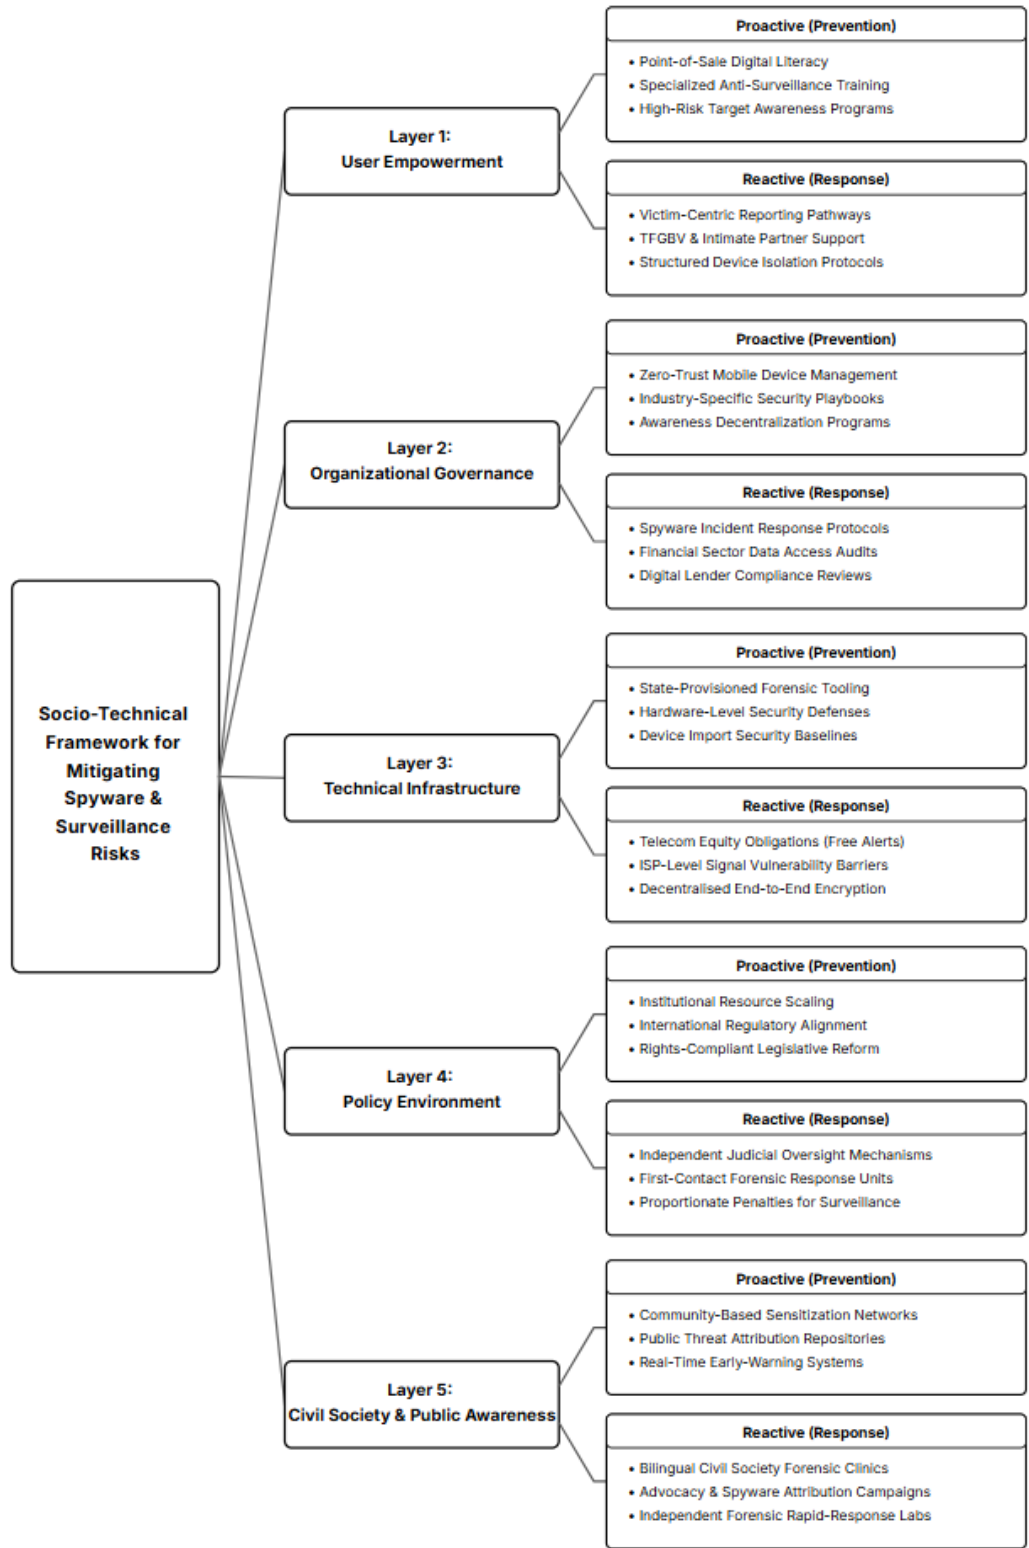 Socio-Technical
Framework for
Mitigating
Spyware &
Surveillance
Risks
Layer 1:
User Empowerment
Proactive (Prevention)
• Point-of-Sale Digital Literacy
• Specialized Anti-Surveillance Training
• High-Risk Target Awareness Programs
Reactive (Response)
• Victim-Centric Reporting Pathways
• TFGBV & Intimate Partner Support
• Structured Device Isolation Protocols
Layer 2:
Organizational Governance
Proactive (Prevention)
• Zero-Trust Mobile Device Management
• Industry-Specific Security Playbooks
• Awareness Decentralization Programs
Reactive (Response)
• Spyware Incident Response Protocols
• Financial Sector Data Access Audits
• Digital Lender Compliance Reviews
Layer 3:
Technical Infrastructure
Proactive (Prevention)
• State-Provisioned Forensic Tooling
• Hardware-Level Security Defenses
• Device Import Security Baselines
Reactive (Response)
• Telecom Equity Obligations (Free Alerts)
• ISP-Level Signal Vulnerability Barriers
• Decentralised End-to-End Encryption
Layer 4:
Policy Environment
Proactive (Prevention)
• Institutional Resource Scaling
• International Regulatory Alignment
• Rights-Compliant Legislative Reform
Reactive (Response)
• Independent Judicial Oversight Mechanisms
• First-Contact Forensic Response Units
• Proportionate Penalties for Surveillance
Layer 5:
Civil Society & Public Awareness
Proactive (Prevention)
• Community-Based Sensitization Networks
• Public Threat Attribution Repositories
• Real-Time Early-Warning Systems
Reactive (Response)
• Bilingual Civil Society Forensic Clinics
• Advocacy & Spyware Attribution Campaigns
• Independent Forensic Rapid-Response Labs